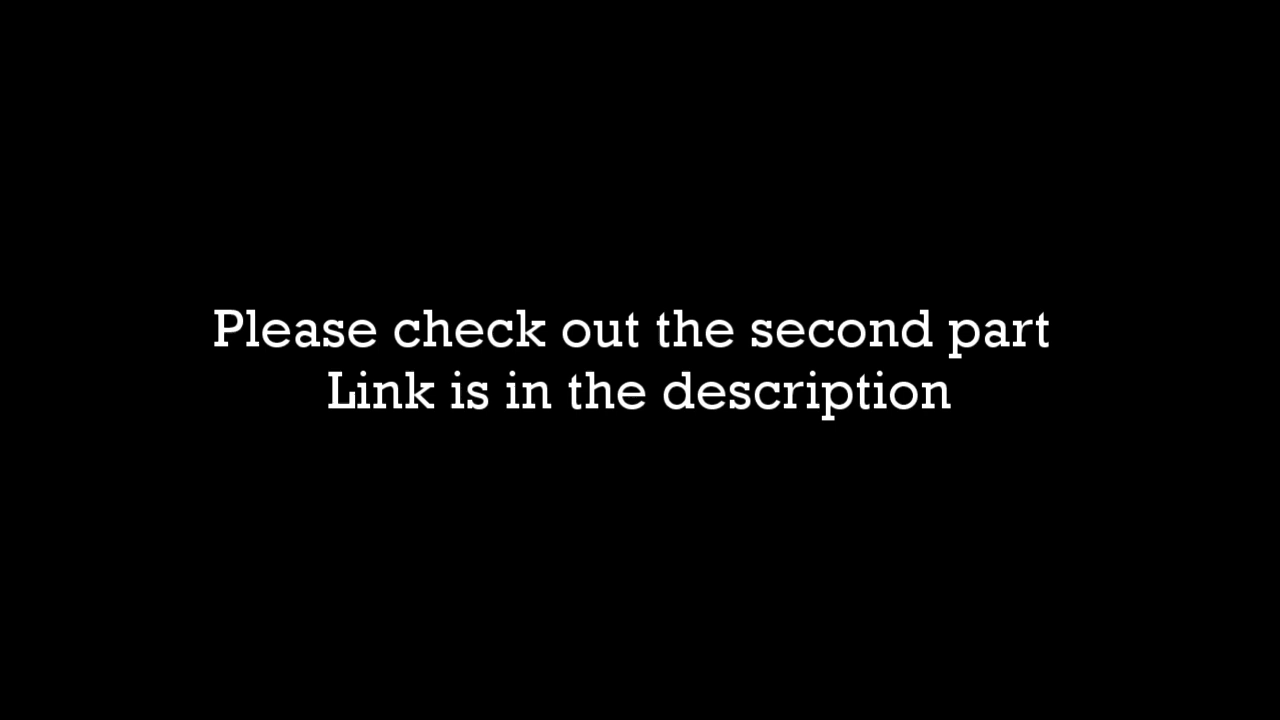 Please check out the second part
Link is in the description